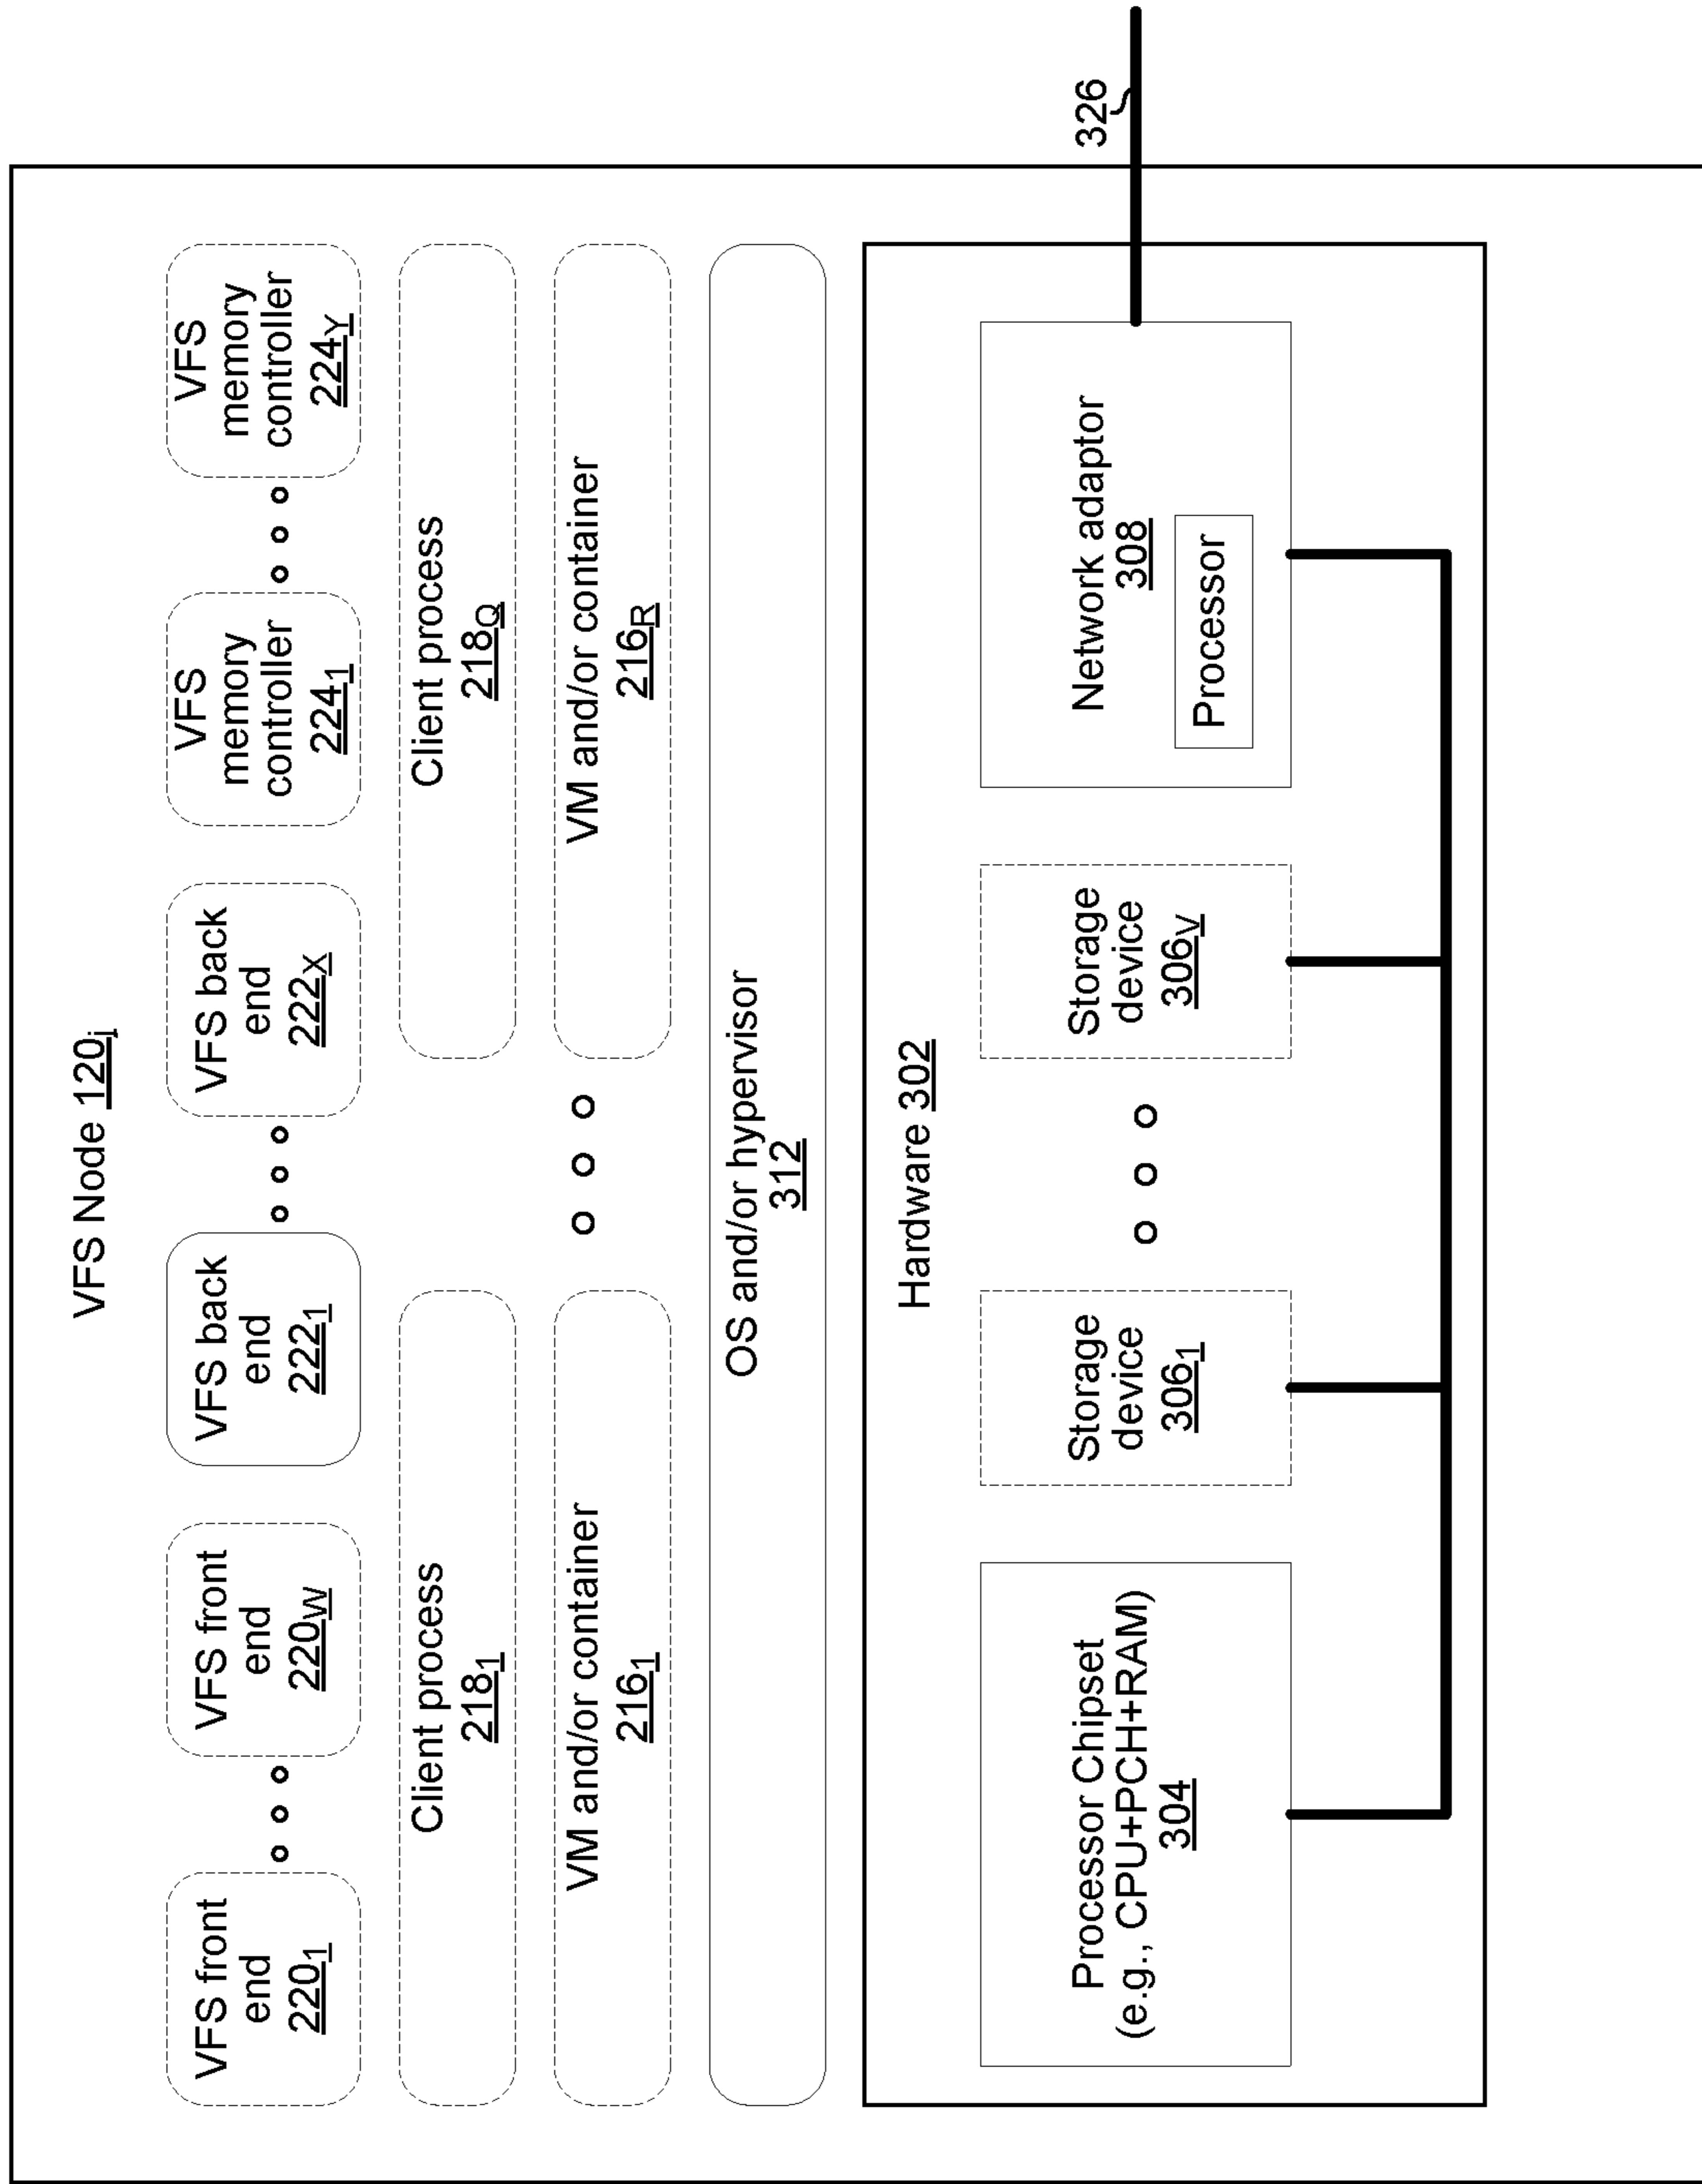 VFS Node 120j
VFS front
end
2201
VFS front
end
220W
VFS back
end
2221
VFS back
end
222X
VFS
memory
controller
2241
VFS
memory
controller
224Y
Client process
2181
Client process
218Q
VM and/or container
2161
VM and/or container
216R
OS and/or hypervisor
312
Hardware 302
Processor Chipset
(e.g., CPU+PCH+RAM)
304
Storage
device
3061
Storage
device
306V
Network adaptor
308
Processor
326